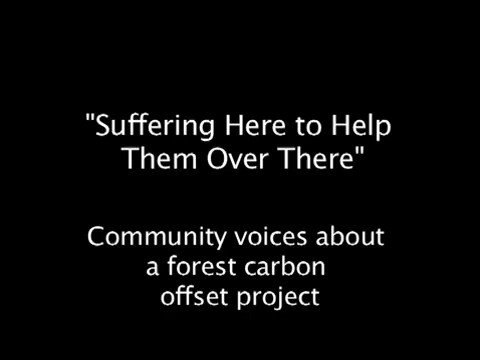 "Suffering Here to Help
Them Over There"
Community voices about
a forest carbon
offset project